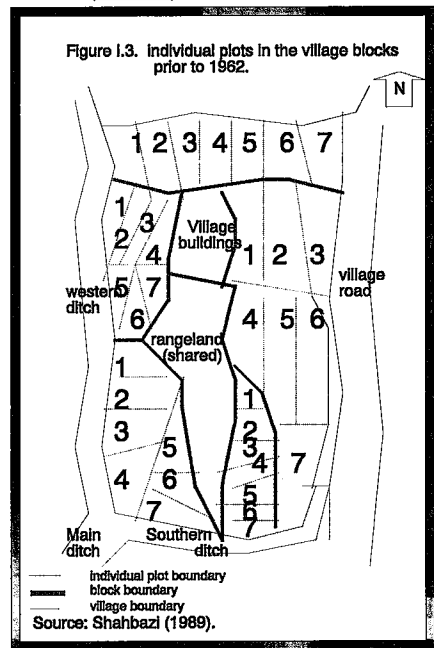 Figure I.3. Individual plots in the village blocks
prior to 1962.
N
1 2 3 4 5 6 7
1
2
3
4
5 7
6
Village
buildings
1 2 3
western
ditch
village
road
4 5 6
rangeland
(shared)
1
2
3
4
5
6
7
1
2
3
4
7
5
6
7
Main
ditch
Southern
ditch
individual plot boundary
block boundary
village boundary
Source: Shahbazi (1989).